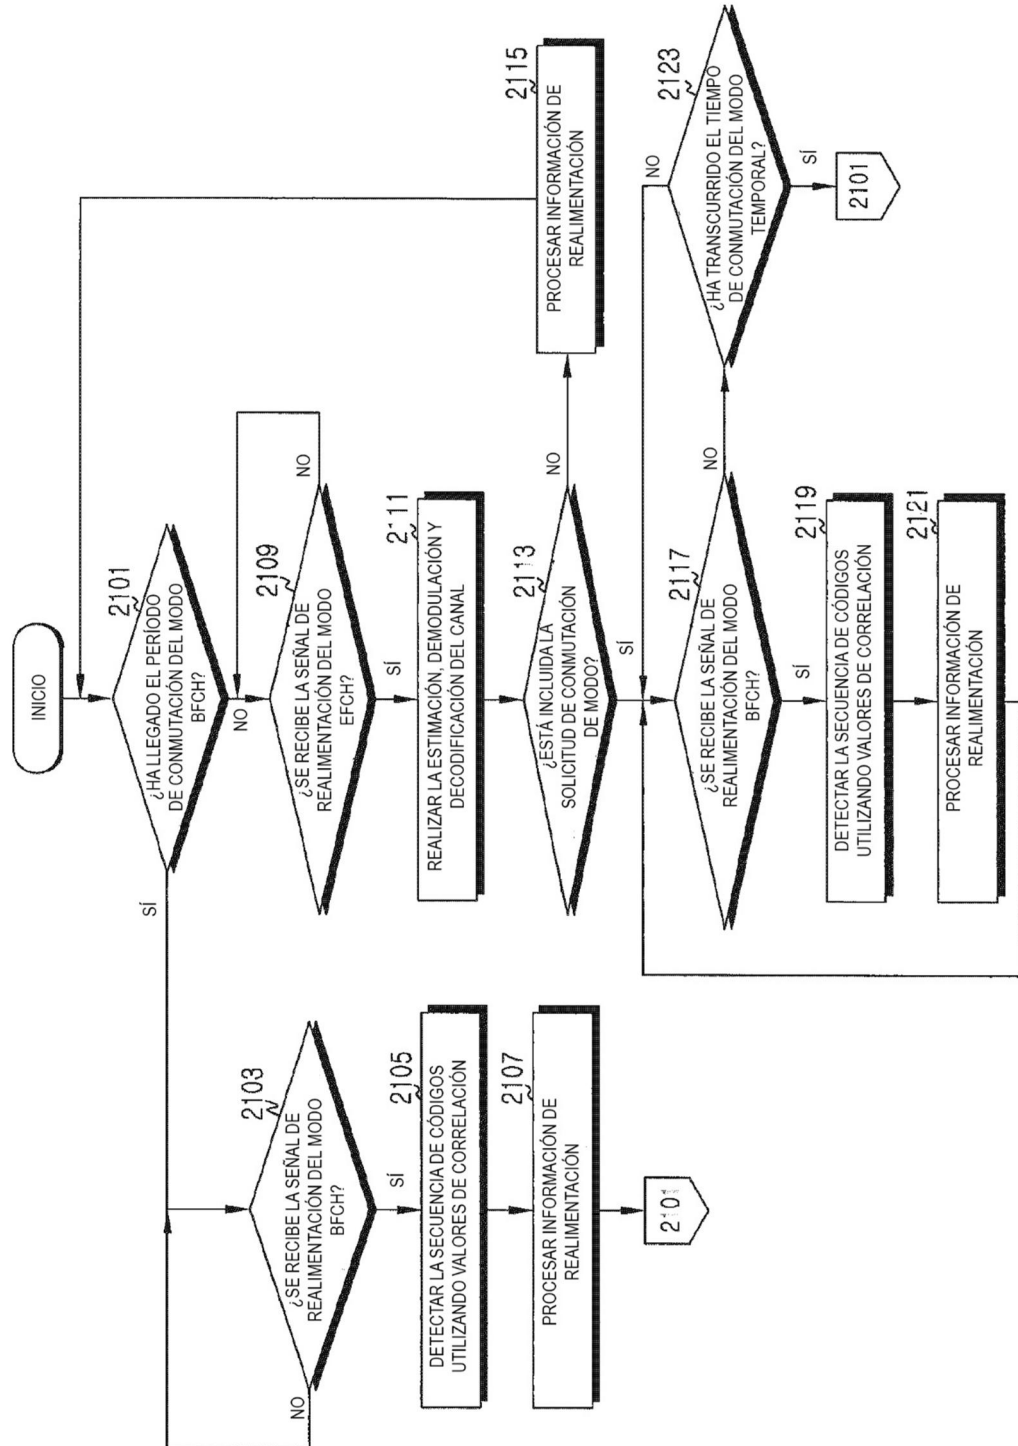 INICIO
2101
¿HA LLEGADO EL PERÍODO
DE CONMUTACIÓN DEL MODO
BFCH?
SÍ
NO
2103
¿SE RECIBE LA SEÑAL DE
REALIMENTACIÓN DEL MODO
BFCH?
NO
SÍ
2105
DETECTAR LA SECUENCIA DE CÓDIGOS
UTILIZANDO VALORES DE CORRELACIÓN
2107
PROCESAR INFORMACIÓN DE
REALIMENTACIÓN
2101
2109
¿SE RECIBE LA SEÑAL DE
REALIMENTACIÓN DEL MODO
EFCH?
NO
SÍ
2111
REALIZAR LA ESTIMACIÓN, DEMODULACIÓN Y
DECODIFICACIÓN DEL CANAL
2113
¿ESTÁ INCLUIDA LA
SOLICITUD DE CONMUTACIÓN
DE MODO?
NO
SÍ
2115
PROCESAR INFORMACIÓN DE
REALIMENTACIÓN
2117
¿SE RECIBE LA SEÑAL DE
REALIMENTACIÓN DEL MODO
BFCH?
NO
SÍ
2119
DETECTAR LA SECUENCIA DE CÓDIGOS
UTILIZANDO VALORES DE CORRELACIÓN
2121
PROCESAR INFORMACIÓN DE
REALIMENTACIÓN
2123
¿HA TRANSCURRIDO EL TIEMPO
DE CONMUTACIÓN DEL MODO
TEMPORAL?
NO
SÍ
2101